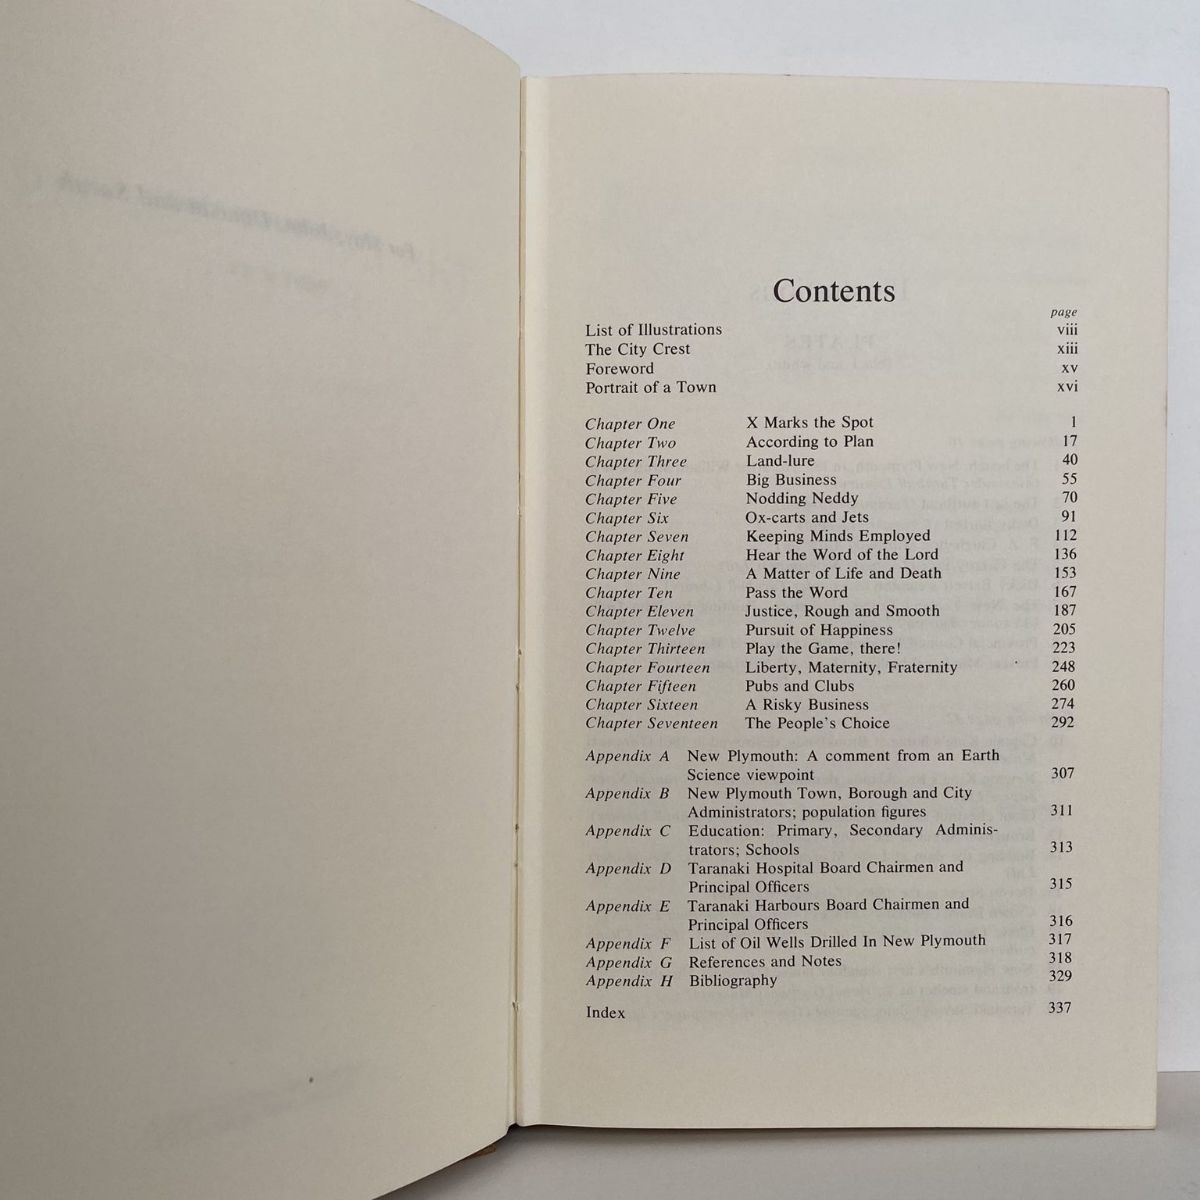 Contents
page
List of Illustrations viii
The City Crest xiii
Foreword xv
Portrait of a Town xvi
Chapter One X Marks the Spot 1
Chapter Two According to Plan 17
Chapter Three Land-lure 40
Chapter Four Big Business 55
Chapter Five Nodding Neddy 70
Chapter Six Ox-carts and Jets 91
Chapter Seven Keeping Minds Employed 112
Chapter Eight Hear the Word of the Lord 136
Chapter Nine A Matter of Life and Death 153
Chapter Ten Pass the Word 167
Chapter Eleven Justice, Rough and Smooth 187
Chapter Twelve Pursuit of Happiness 205
Chapter Thirteen Play the Game, there! 223
Chapter Fourteen Liberty, Maternity, Fraternity 248
Chapter Fifteen Pubs and Clubs 260
Chapter Sixteen A Risky Business 274
Chapter Seventeen The People's Choice 292
Appendix A New Plymouth: A comment from an Earth
Science viewpoint 307
Appendix B New Plymouth Town, Borough and City
Administrators; population figures 311
Appendix C Education: Primary, Secondary Adminis-
trators; Schools 313
Appendix D Taranaki Hospital Board Chairmen and
Principal Officers 315
Appendix E Taranaki Harbours Board Chairmen and
Principal Officers 316
Appendix F List of Oil Wells Drilled In New Plymouth 317
Appendix G References and Notes 318
Appendix H Bibliography 329
Index 337